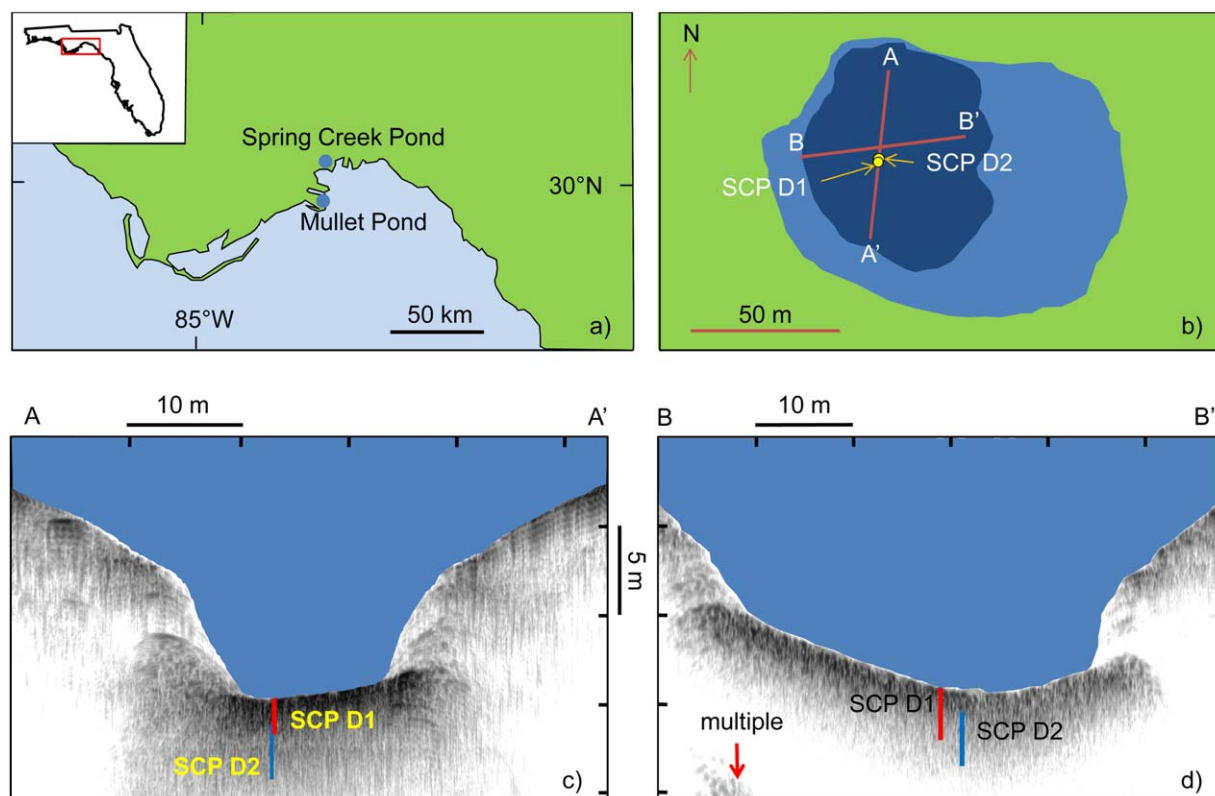 Spring Creek Pond
Mullet Pond
30°N
85°W
50 km
a)
N
A
B'
B
SCP D2
SCP D1
A'
50 m
b)
A
10 m
A'
5 m
SCP D1
SCP D2
c)
B
10 m
B'
SCP D1
SCP D2
multiple
d)